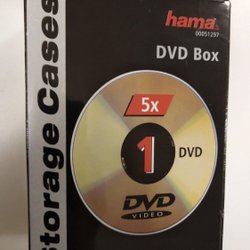 Storage Cases
hama
00051297
DVD Box
5x
1 DVD
DVD
VIDEO